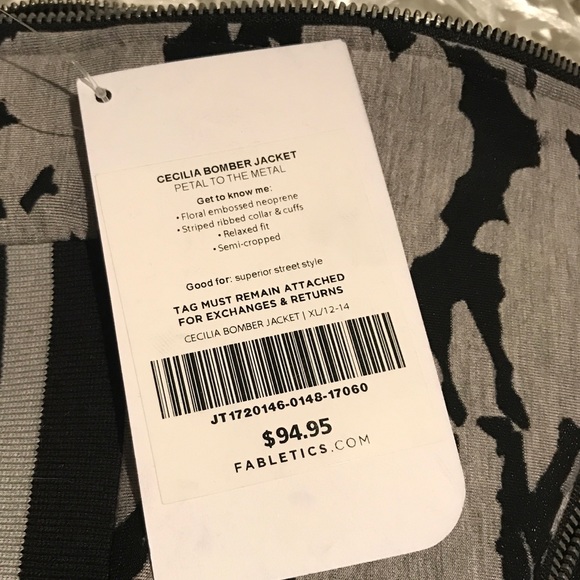 CECILIA BOMBER JACKET
PETAL TO THE METAL
Get to know me:
• Floral embossed neoprene
• Striped ribbed collar & cuffs
• Relaxed fit
• Semi-cropped
Good for: superior street style
TAG MUST REMAIN ATTACHED
FOR EXCHANGES & RETURNS
CECILIA BOMBER JACKET | XL/12-14
JT1720146-0148-17060
$94.95
FABLETICS.COM